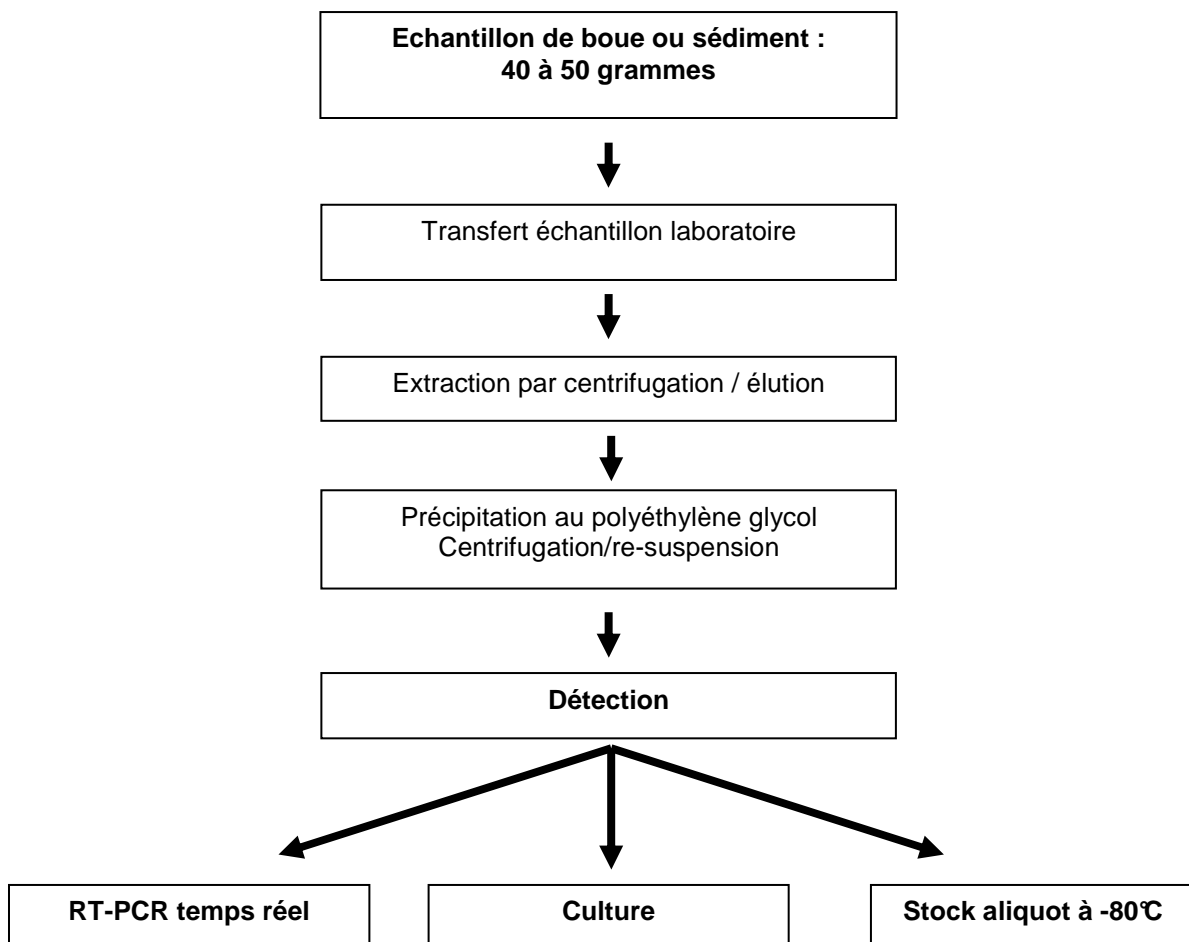 Echantillon de boue ou sédiment :
40 à 50 grammes
Transfert échantillon laboratoire
Extraction par centrifugation / élution
Précipitation au polyéthylène glycol
Centrifugation/re-suspension
Détection
RT-PCR temps réel
Culture
Stock aliquot à -80°C